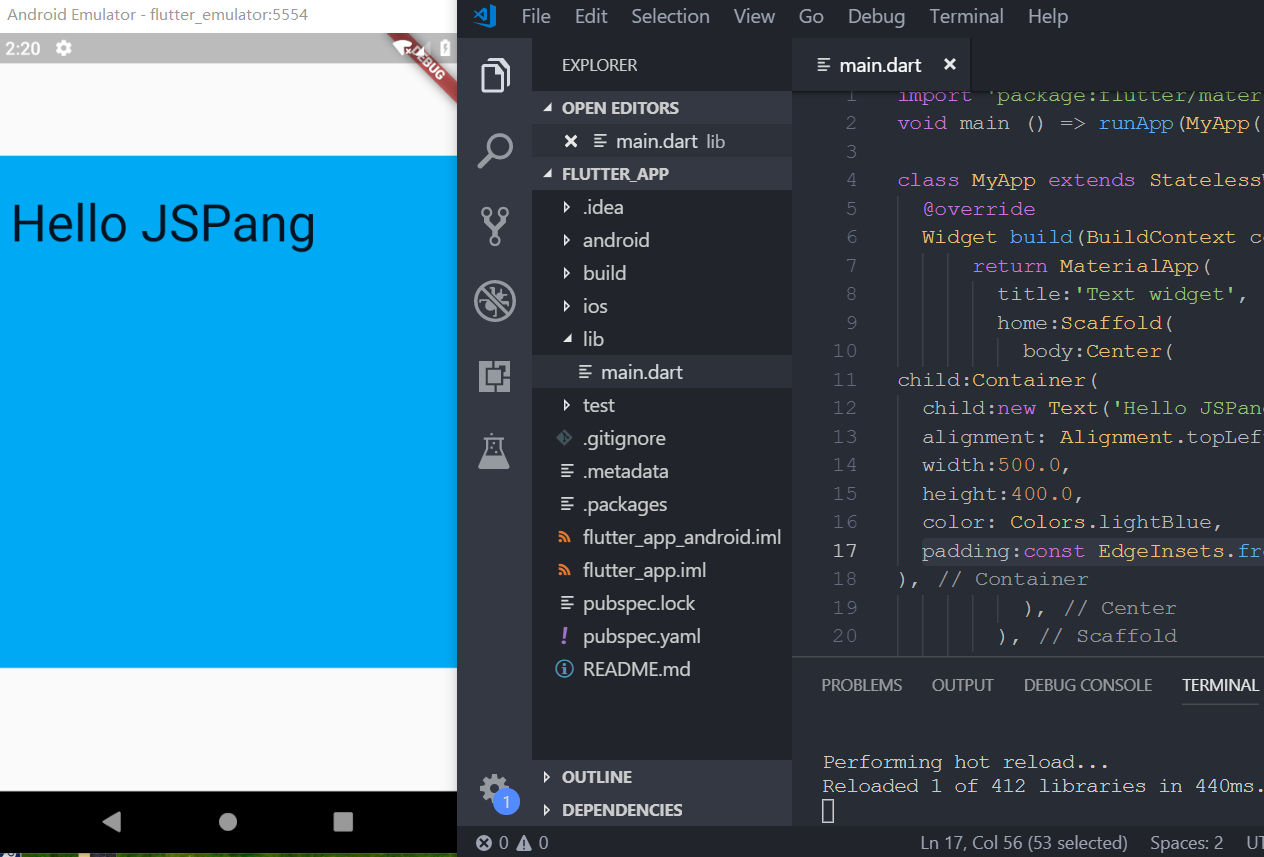 Android Emulator - flutter_emulator:5554
2:20
DEBUG
Hello JSPang
File Edit Selection View Go Debug Terminal Help
EXPLORER
OPEN EDITORS
main.dart lib
FLUTTER_APP
.idea
android
build
ios
lib
main.dart
test
.gitignore
.metadata
.packages
flutter_app_android.iml
flutter_app.iml
pubspec.lock
pubspec.yaml
README.md
OUTLINE
DEPENDENCIES
1
main.dart
1 import 'package:flutter/mater
2 void main () => runApp(MyApp(
3
4 class MyApp extends Stateless
5 @override
6 Widget build(BuildContext c
7 return MaterialApp(
8 title:'Text widget',
9 home:Scaffold(
10 body:Center(
11 child:Container(
12 child:new Text('Hello JSPang
13 alignment: Alignment.topLef
14 width:500.0,
15 height:400.0,
16 color: Colors.lightBlue,
17 padding:const EdgeInsets.fr
18 ), // Container
19 ), // Center
20 ), // Scaffold
PROBLEMS OUTPUT DEBUG CONSOLE TERMINAL
Performing hot reload...
Reloaded 1 of 412 libraries in 440ms.
0 0 Ln 17, Col 56 (53 selected) Spaces: 2 UT